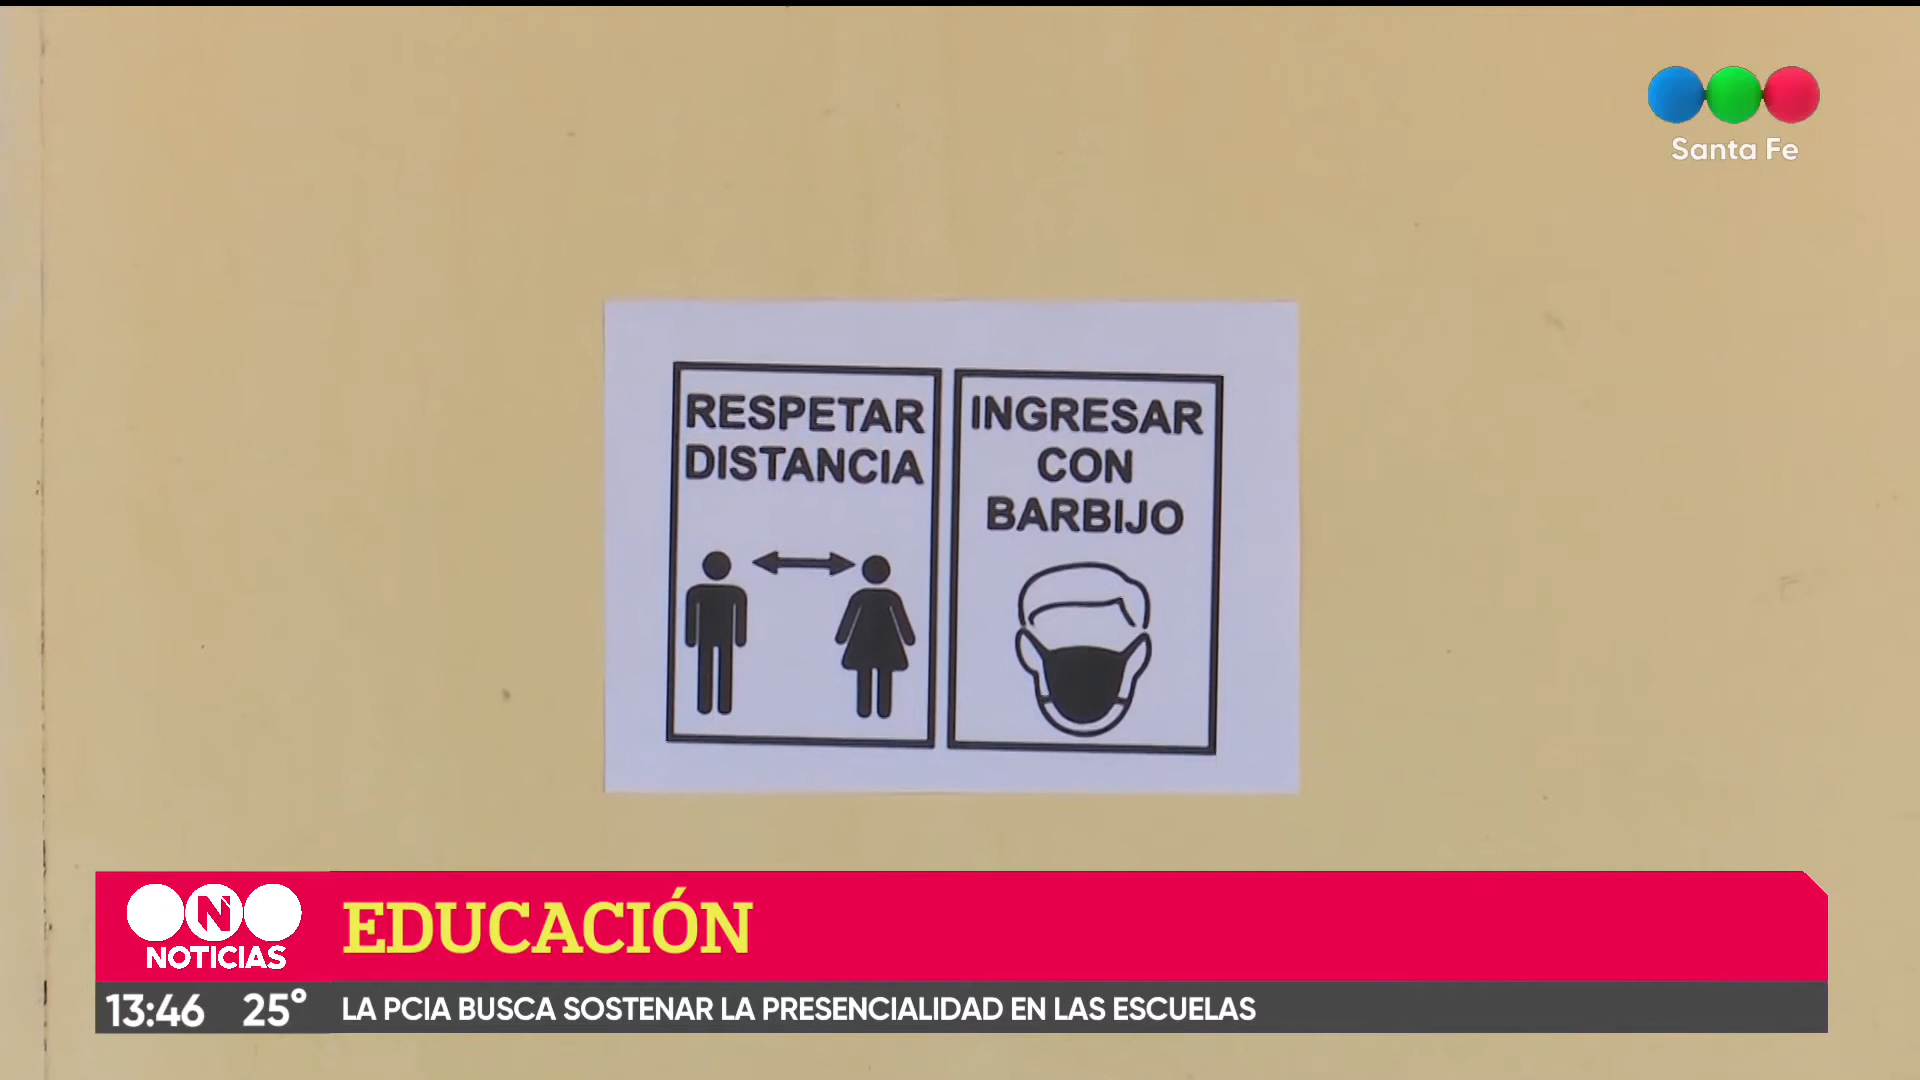 Santa Fe
RESPETAR
DISTANCIA
INGRESAR
CON
BARBIJO
N
NOTICIAS
EDUCACIÓN
13:46 25° LA PCIA BUSCA SOSTENAR LA PRESENCIALIDAD EN LAS ESCUELAS